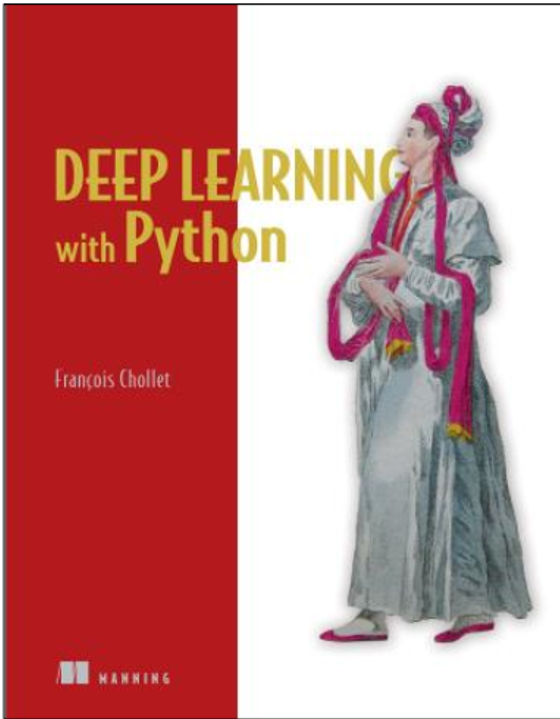 DEEP LEARNING
with Python
François Chollet
MANNING